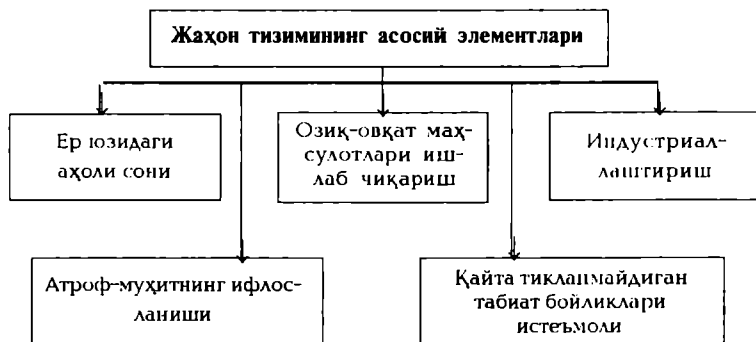 Жаҳон тизимининг асосий элементлари
Ер юзидаги
аҳоли сони
Озиқ-овқат маҳ-
сулотлари иш-
лаб чиқариш
Индустриал-
лаштириш
Атроф-муҳитнинг ифлос-
ланиши
Қайта тикланмайдиган
табиат бойликлари
истеъмоли